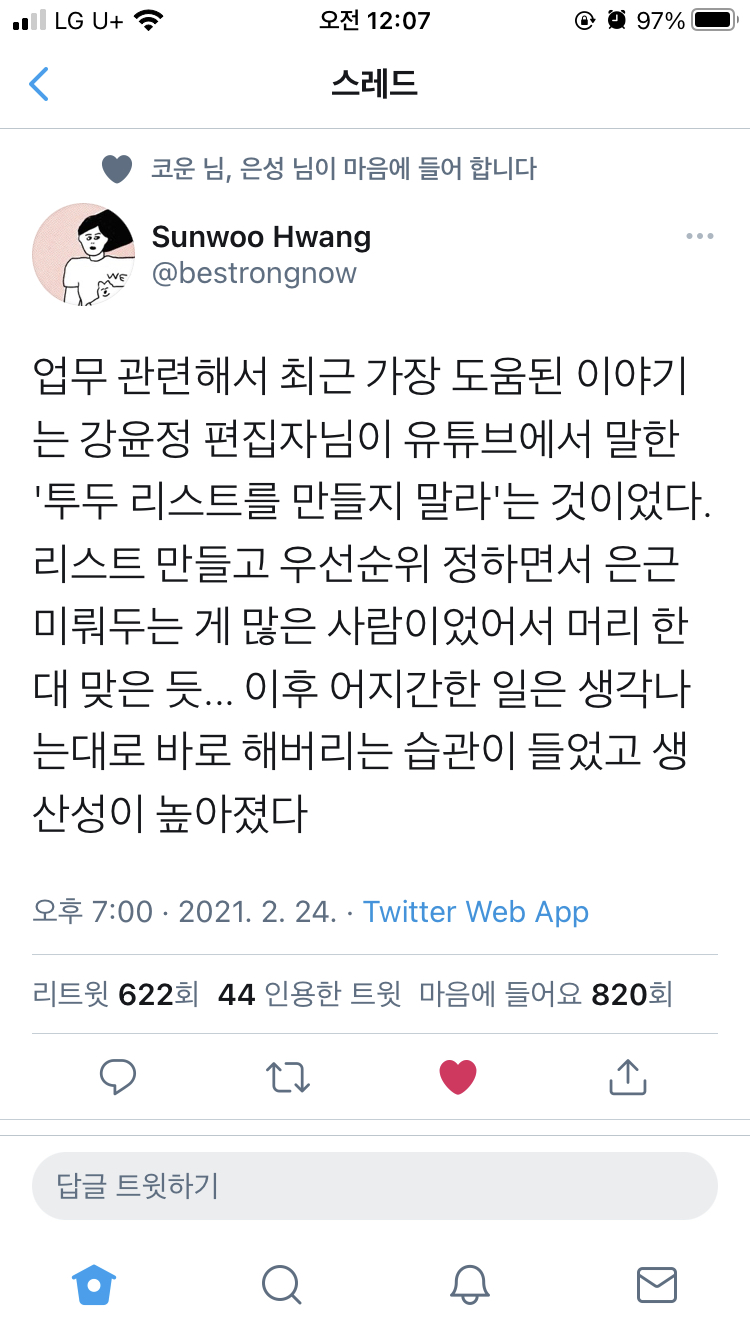 LG U+ 오전 12:07 97%
스레드
코운 님, 은성 님이 마음에 들어 합니다
Sunwoo Hwang
@bestrongnow
WE
업무 관련해서 최근 가장 도움된 이야기
는 강윤정 편집자님이 유튜브에서 말한
'투두 리스트를 만들지 말라'는 것이었다.
리스트 만들고 우선순위 정하면서 은근
미뤄두는 게 많은 사람이었어서 머리 한
대 맞은 듯... 이후 어지간한 일은 생각나
는대로 바로 해버리는 습관이 들었고 생
산성이 높아졌다
오후 7:00 · 2021. 2. 24. · Twitter Web App
리트윗 622회 44 인용한 트윗 마음에 들어요 820회
답글 트윗하기